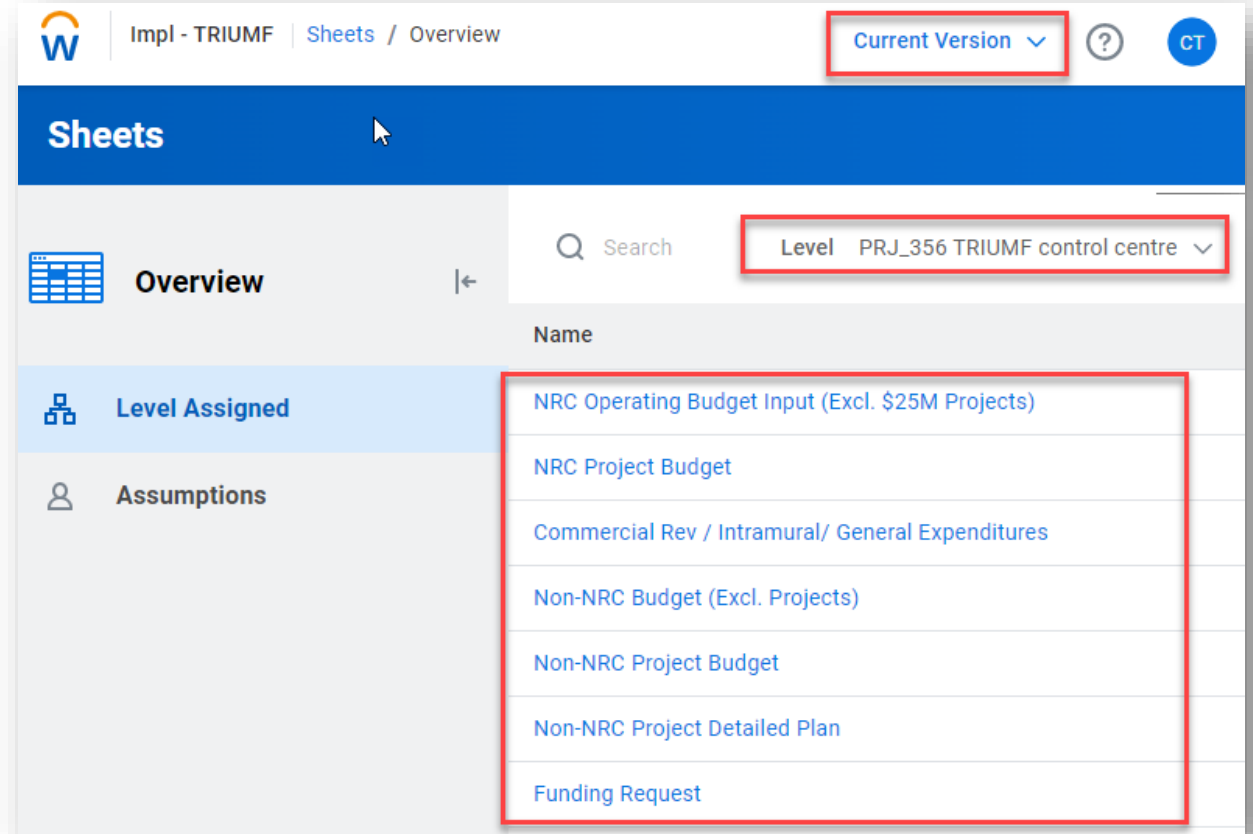 Impl - TRIUMF | Sheets / Overview Current Version ? CT
Sheets
Search Level PRJ_356 TRIUMF control centre
Overview
Name
Level Assigned
NRC Operating Budget Input (Excl. $25M Projects)
NRC Project Budget
Assumptions
Commercial Rev / Intramural/ General Expenditures
Non-NRC Budget (Excl. Projects)
Non-NRC Project Budget
Non-NRC Project Detailed Plan
Funding Request